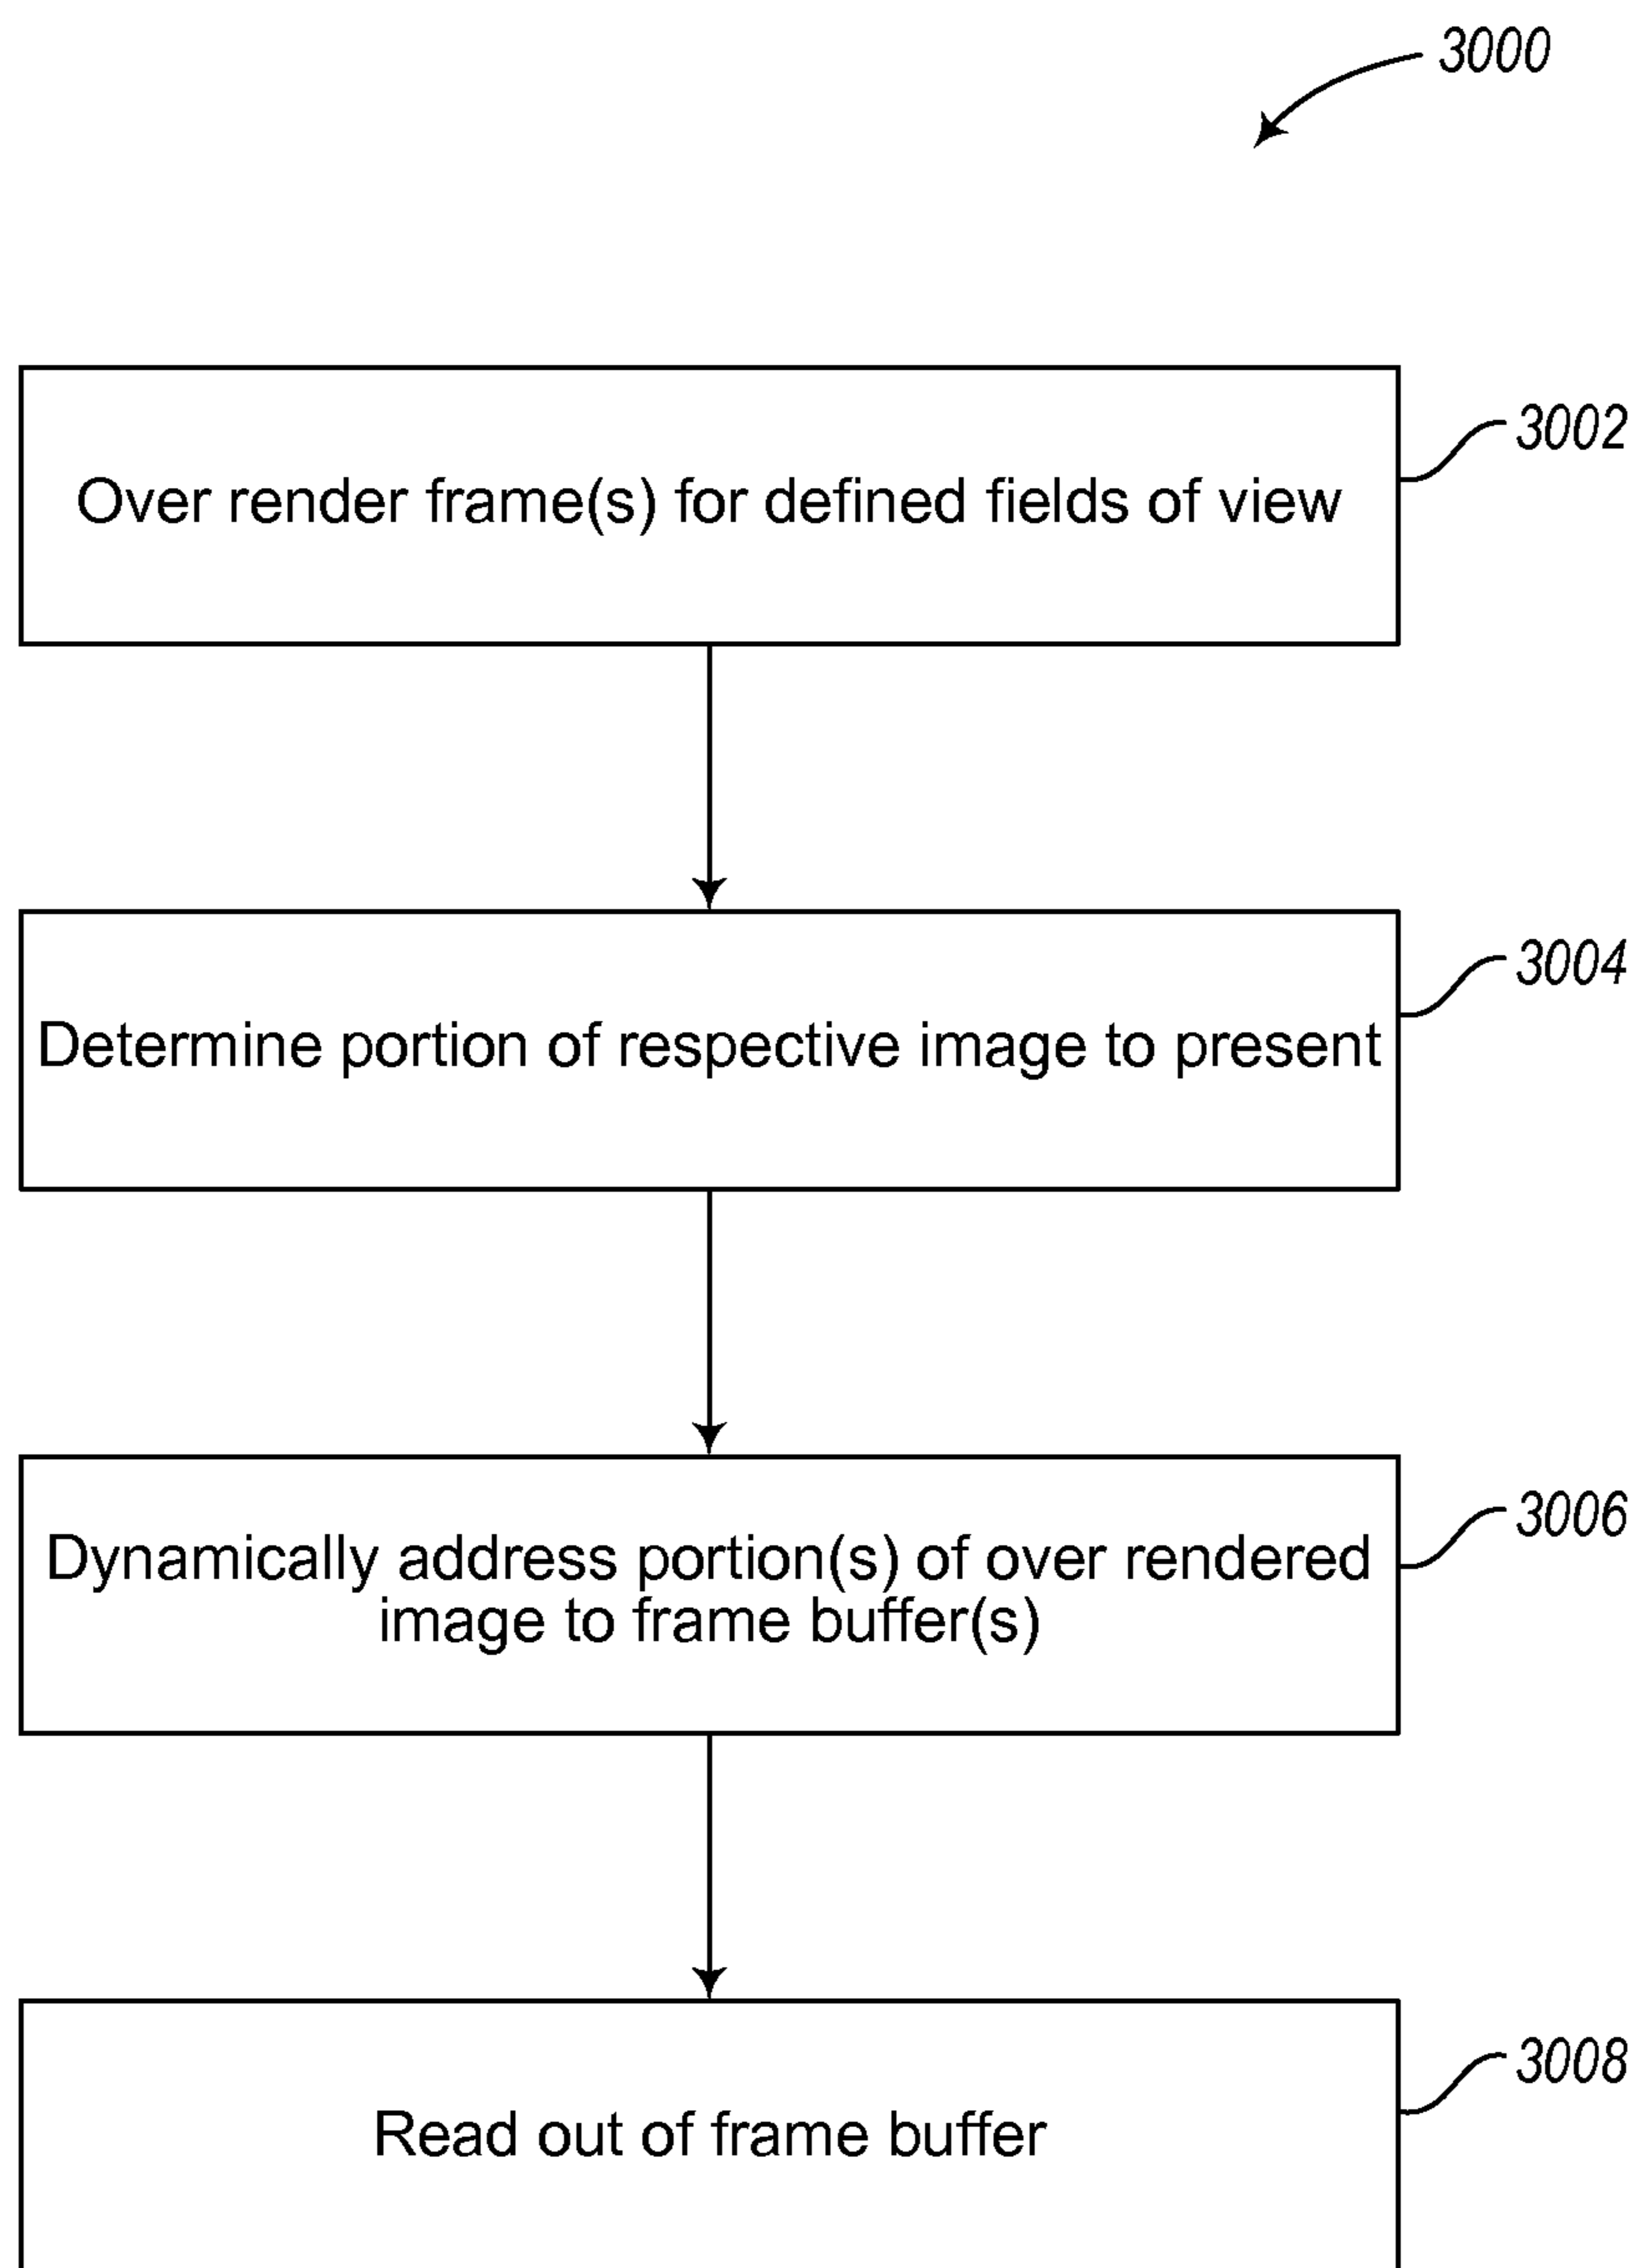 3000
Over render frame(s) for defined fields of view
3002
Determine portion of respective image to present
3004
Dynamically address portion(s) of over rendered
image to frame buffer(s)
3006
Read out of frame buffer
3008